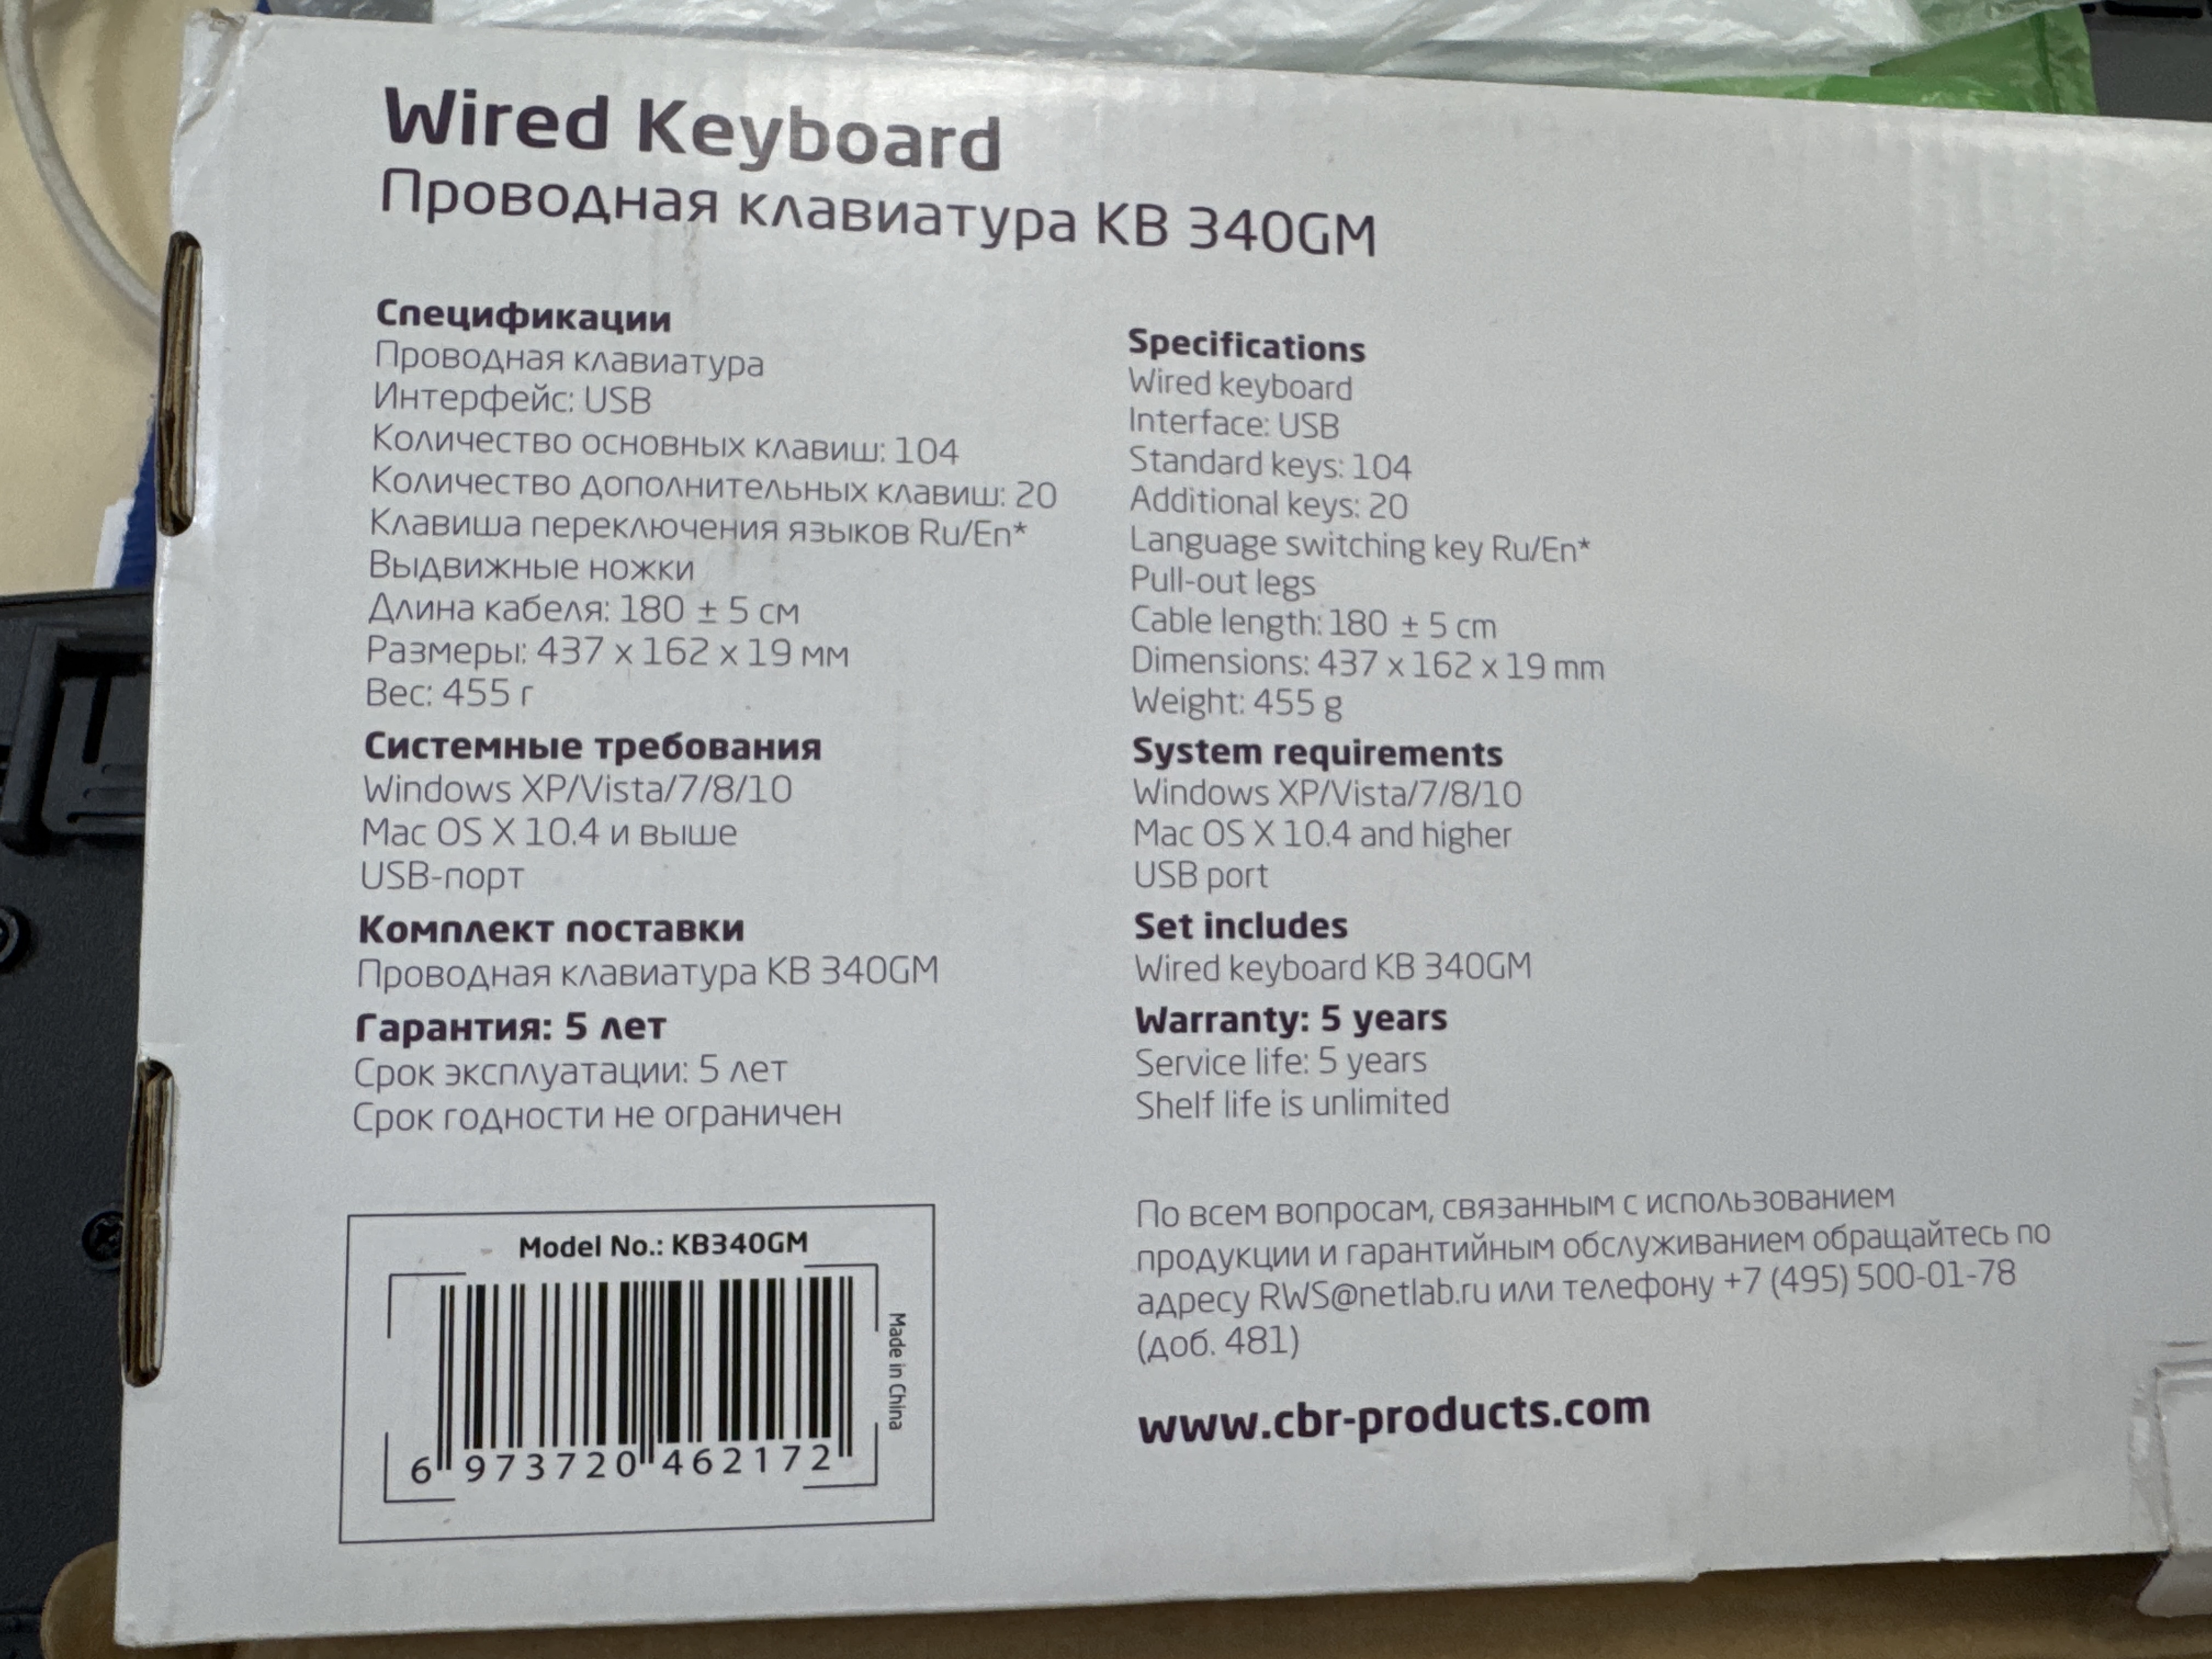 Wired Keyboard
Проводная клавиатура KB 340GM
Спецификации
Проводная клавиатура
Интерфейс: USB
Количество основных клавиш: 104
Количество дополнительных клавиш: 20
Клавиша переключения языков Ru/En*
Выдвижные ножки
Длина кабеля: 180 ± 5 см
Размеры: 437 x 162 x 19 мм
Вес: 455 г
Системные требования
Windows XP/Vista/7/8/10
Mac OS X 10.4 и выше
USB-порт
Комплект поставки
Проводная клавиатура KB 340GM
Гарантия: 5 лет
Срок эксплуатации: 5 лет
Срок годности не ограничен
Specifications
Wired keyboard
Interface: USB
Standard keys: 104
Additional keys: 20
Language switching key Ru/En*
Pull-out legs
Cable length: 180 ± 5 cm
Dimensions: 437 x 162 x 19 mm
Weight: 455 g
System requirements
Windows XP/Vista/7/8/10
Mac OS X 10.4 and higher
USB port
Set includes
Wired keyboard KB 340GM
Warranty: 5 years
Service life: 5 years
Shelf life is unlimited
Model No.: KB340GM
Made in China
6 973720 462172
По всем вопросам, связанным с использованием
продукции и гарантийным обслуживанием обращайтесь по
адресу RWS@netlab.ru или телефону +7 (495) 500-01-78
(доб. 481)
www.cbr-products.com